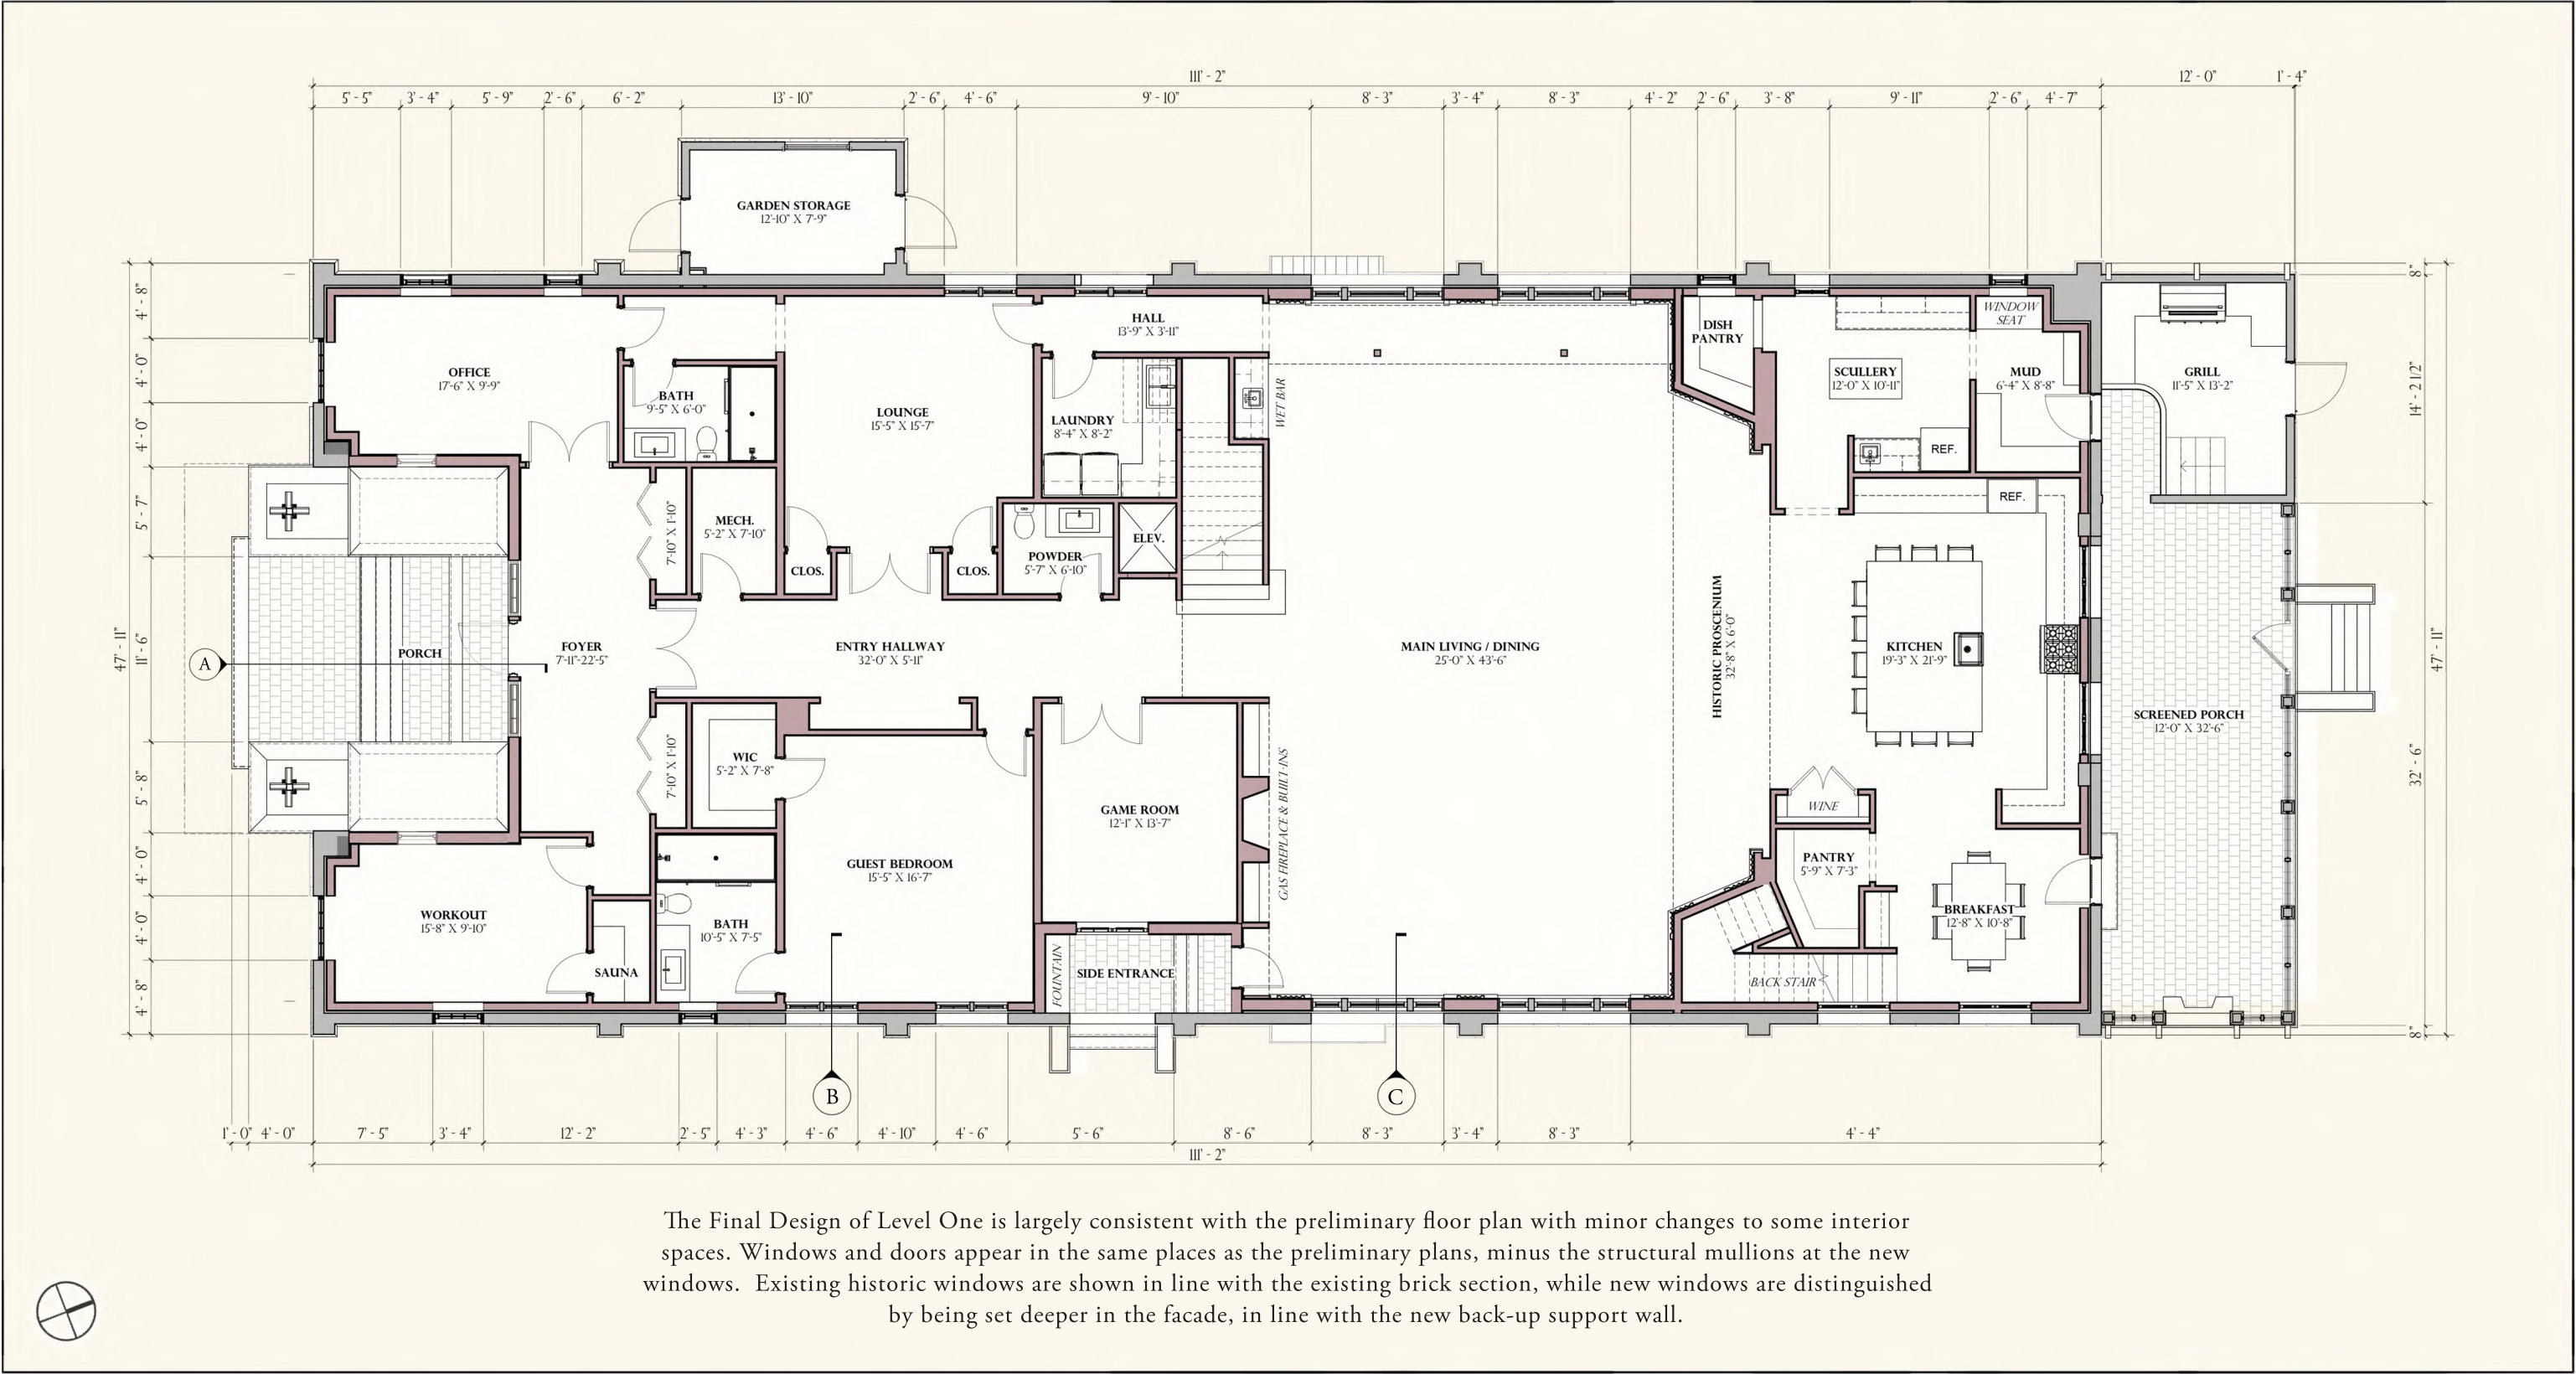 111' - 2"
12' - 0"
1' - 4"
5' - 5"
3' - 4"
5' - 9"
2' - 6"
6' - 2"
13' - 10"
2' - 6"
4' - 6"
9' - 10"
8' - 3"
3' - 4"
8' - 3"
4' - 2"
2' - 6"
3' - 8"
9' - 11"
2' - 6"
4' - 7"
GARDEN STORAGE
12'-10" X 7'-9"
8"
4' - 8"
4' - 0"
4' - 0"
5' - 7"
11' - 6"
47' - 11"
5' - 8"
4' - 0"
4' - 0"
4' - 8"
OFFICE
17'-6" X 9'-9"
BATH
9'-5" X 6'-0"
LOUNGE
15'-5" X 15'-7"
HALL
13'-9" X 3'-11"
LAUNDRY
8'-4" X 8'-2"
WET BAR
DISH
PANTRY
SCULLERY
12'-0" X 10'-11"
WINDOW
SEAT
MUD
6'-4" X 8'-8"
GRILL
11'-5" X 13'-2"
14' - 2 1/2"
REF.
REF.
7'-10" X 1'-10"
MECH.
5'-2" X 7'-10"
CLOS.
CLOS.
POWDER
5'-7" X 6'-10"
ELEV.
A
PORCH
FOYER
7'-11"-22'-5"
ENTRY HALLWAY
32'-0" X 5'-11"
MAIN LIVING / DINING
25'-0" X 43'-6"
HISTORIC PROSCENIUM
32'-8" X 6'-0"
KITCHEN
19'-3" X 21'-9"
SCREENED PORCH
12'-0" X 32'-6"
47' - 11"
32' - 6"
7'-10" X 1'-10"
WIC
5'-2" X 7'-8"
GUEST BEDROOM
15'-5" X 16'-7"
GAME ROOM
12'-1" X 13'-7"
GAS FIREPLACE & BUILT-INS
WINE
PANTRY
5'-9" X 7'-3"
BREAKFAST
12'-8" X 10'-8"
WORKOUT
15'-8" X 9'-10"
SAUNA
BATH
10'-5" X 7'-5"
FOUNTAIN
SIDE ENTRANCE
BACK STAIR
8"
B
C
1' - 0"
4' - 0"
7' - 5"
3' - 4"
12' - 2"
2' - 5"
4' - 3"
4' - 6"
4' - 10"
4' - 6"
5' - 6"
8' - 6"
8' - 3"
3' - 4"
8' - 3"
4' - 4"
111' - 2"
The Final Design of Level One is largely consistent with the preliminary floor plan with minor changes to some interior
spaces. Windows and doors appear in the same places as the preliminary plans, minus the structural mullions at the new
windows.  Existing historic windows are shown in line with the existing brick section, while new windows are distinguished
by being set deeper in the facade, in line with the new back-up support wall.